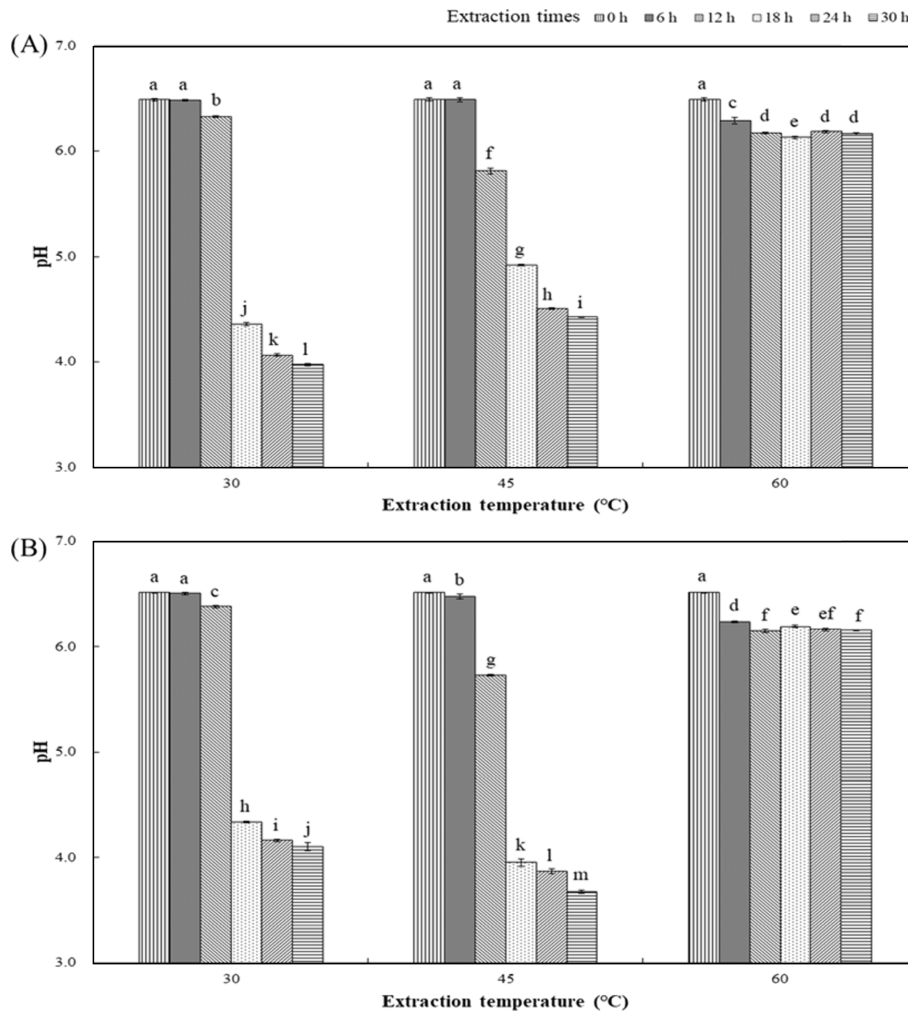 Extraction times 0 h 6 h 12 h 18 h 24 h 30 h
(A)
7.0
6.0
5.0
4.0
3.0
pH
a a b j k l
a a f g h i
a c d e d d
30 45 60
Extraction temperature (°C)
(B)
7.0
6.0
5.0
4.0
3.0
pH
a a c h i j
a b g k l m
a d f e ef f
30 45 60
Extraction temperature (°C)